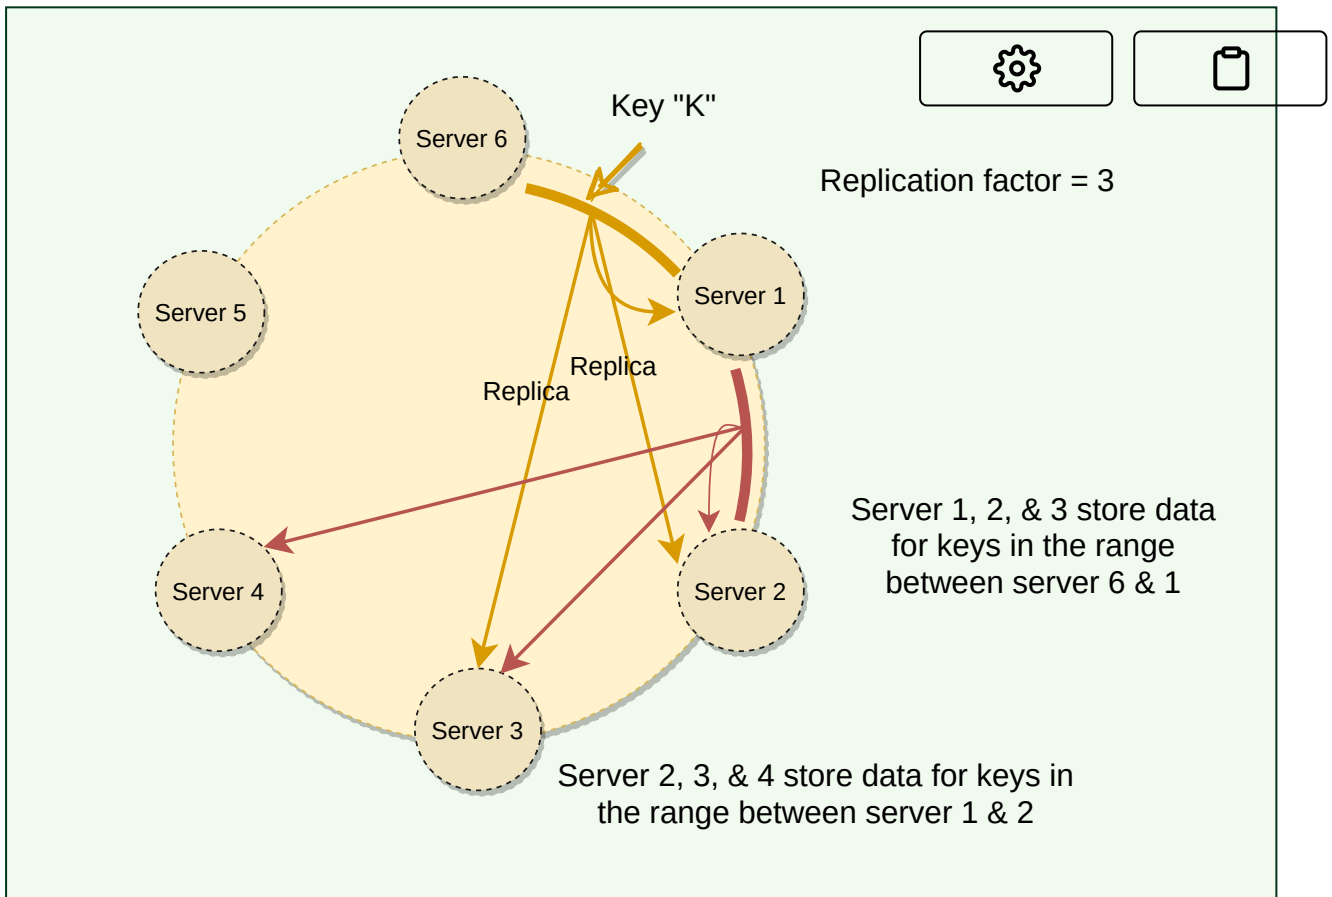 Key "K"
Server 6
Replication factor = 3
Server 1
Server 5
Replica
Replica
Server 1, 2, & 3 store data
for keys in the range
between server 6 & 1
Server 4
Server 2
Server 3
Server 2, 3, & 4 store data for keys in
the range between server 1 & 2